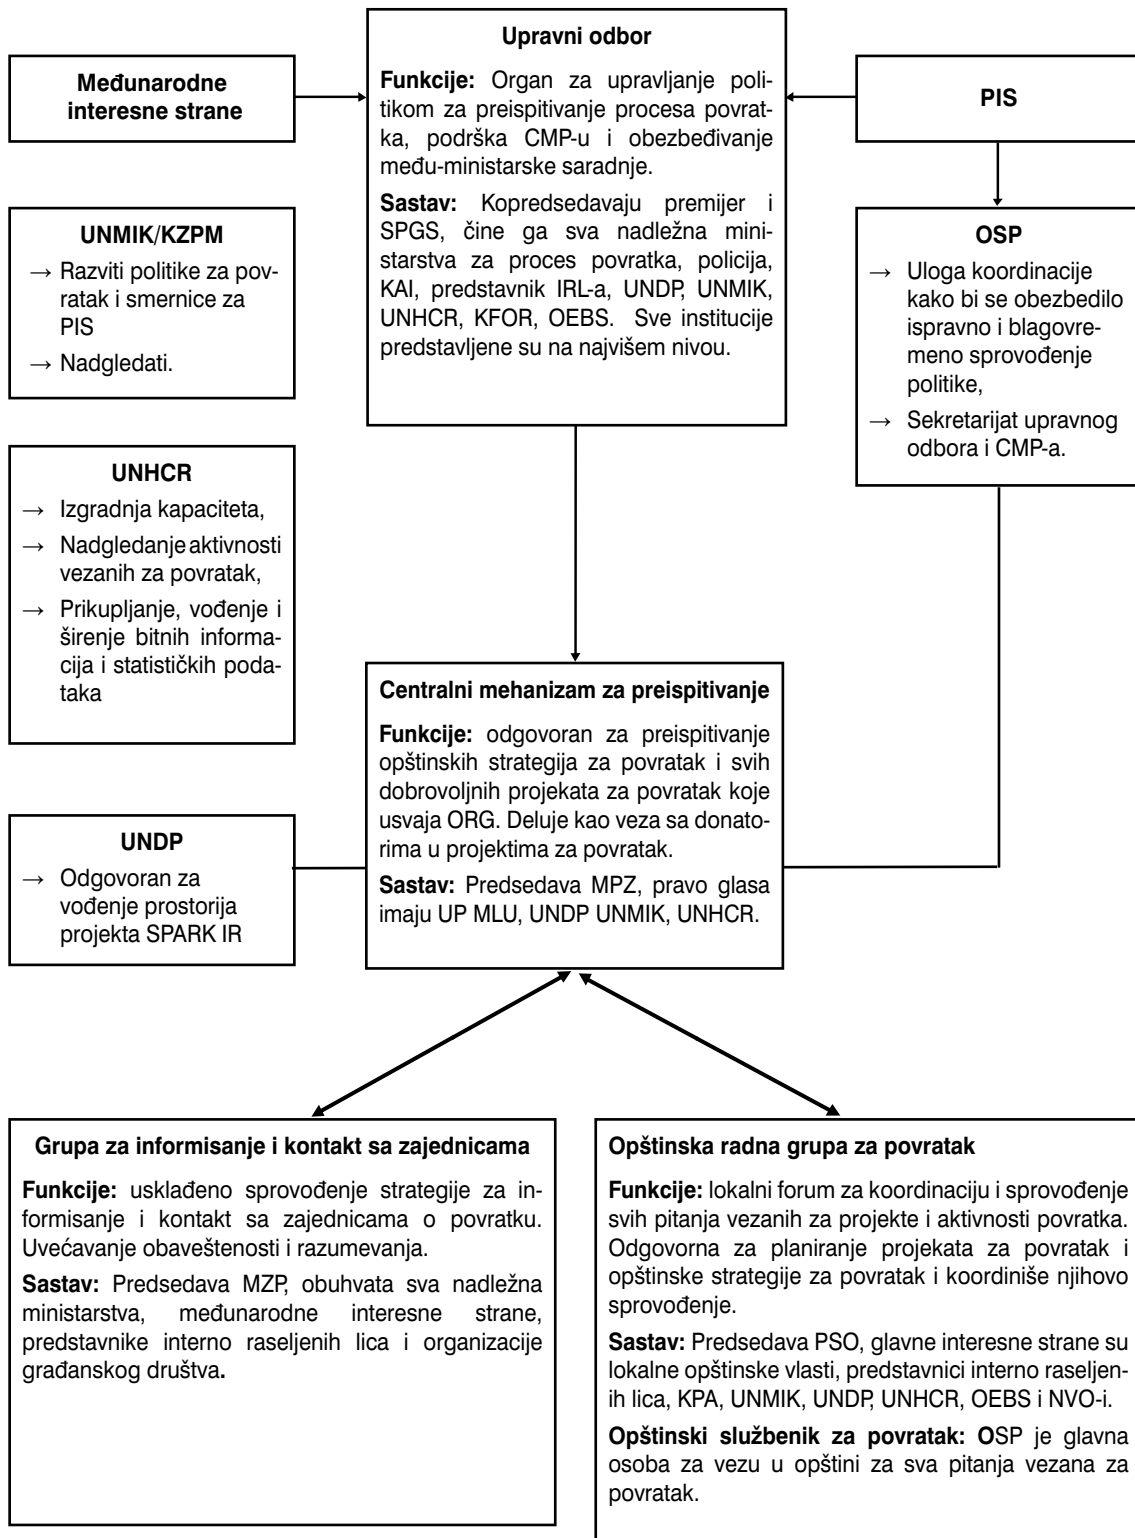 Upravni odbor
Funkcije: Organ za upravljanje poli-
tikom za preispitivanje procesa povrat-
ka, podrška CMP-u i obezbeđivanje
među-ministarske saradnje.
Sastav: Kopredsedavaju premijer i
SPGS, čine ga sva nadležna mini-
starstva za proces povratka, policija,
KAI, predstavnik IRL-a, UNDP, UNMIK,
UNHCR, KFOR, OEBS. Sve institucije
predstavljene su na najvišem nivou.
Međunarodne
interesne strane
PIS
UNMIK/KZPM
→ Razviti politike za pov-
ratak i smernice za
PIS
→ Nadgledati.
OSP
→ Uloga koordinacije
kako bi se obezbedilo
ispravno i blagovre-
meno sprovođenje
politike,
→ Sekretarijat upravnog
odbora i CMP-a.
UNHCR
→ Izgradnja kapaciteta,
→ Nadgledanje aktivnosti
vezanih za povratak,
→ Prikupljanje, vođenje i
širenje bitnih informa-
cija i statističkih poda-
taka
Centralni mehanizam za preispitivanje
Funkcije: odgovoran za preispitivanje
opštinskih strategija za povratak i svih
dobrovoljnih projekata za povratak koje
usvaja ORG. Deluje kao veza sa donato-
rima u projektima za povratak.
Sastav: Predsedava MPZ, pravo glasa
imaju UP MLU, UNDP UNMIK, UNHCR.
UNDP
→ Odgovoran za
vođenje prostorija
projekta SPARK IR
Grupa za informisanje i kontakt sa zajednicama
Funkcije: usklađeno sprovođenje strategije za in-
formisanje i kontakt sa zajednicama o povratku.
Uvećavanje obaveštenosti i razumevanja.
Sastav: Predsedava MZP, obuhvata sva nadležna
ministarstva, međunarodne interesne strane,
predstavnike interno raseljenih lica i organizacije
građanskog društva.
Opštinska radna grupa za povratak
Funkcije: lokalni forum za koordinaciju i sprovođenje
svih pitanja vezanih za projekte i aktivnosti povratka.
Odgovorna za planiranje projekata za povratak i
opštinske strategije za povratak i koordiniše njihovo
sprovođenje.
Sastav: Predsedava PSO, glavne interesne strane su
lokalne opštinske vlasti, predstavnici interno raseljen-
ih lica, KPA, UNMIK, UNDP, UNHCR, OEBS i NVO-i.
Opštinski službenik za povratak: OSP je glavna
osoba za vezu u opštini za sva pitanja vezana za
povratak.